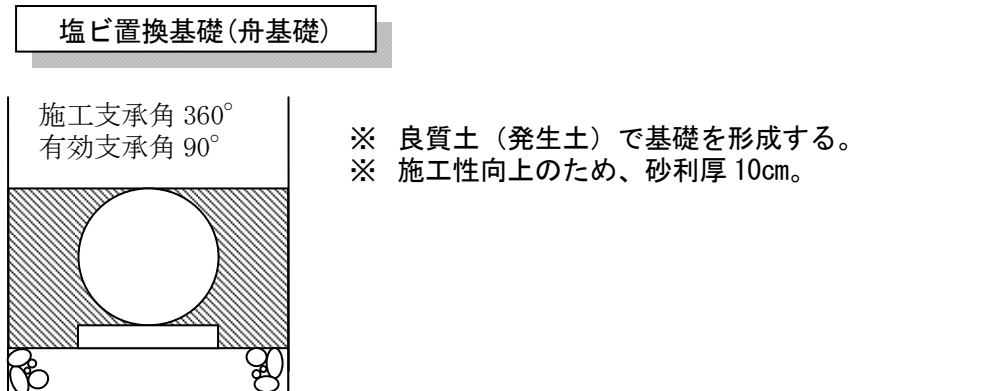 塩ビ置換基礎(舟基礎)
施工支承角 360°
有効支承角 90°
※ 良質土（発生土）で基礎を形成する。
※ 施工性向上のため、砂利厚 10cm。